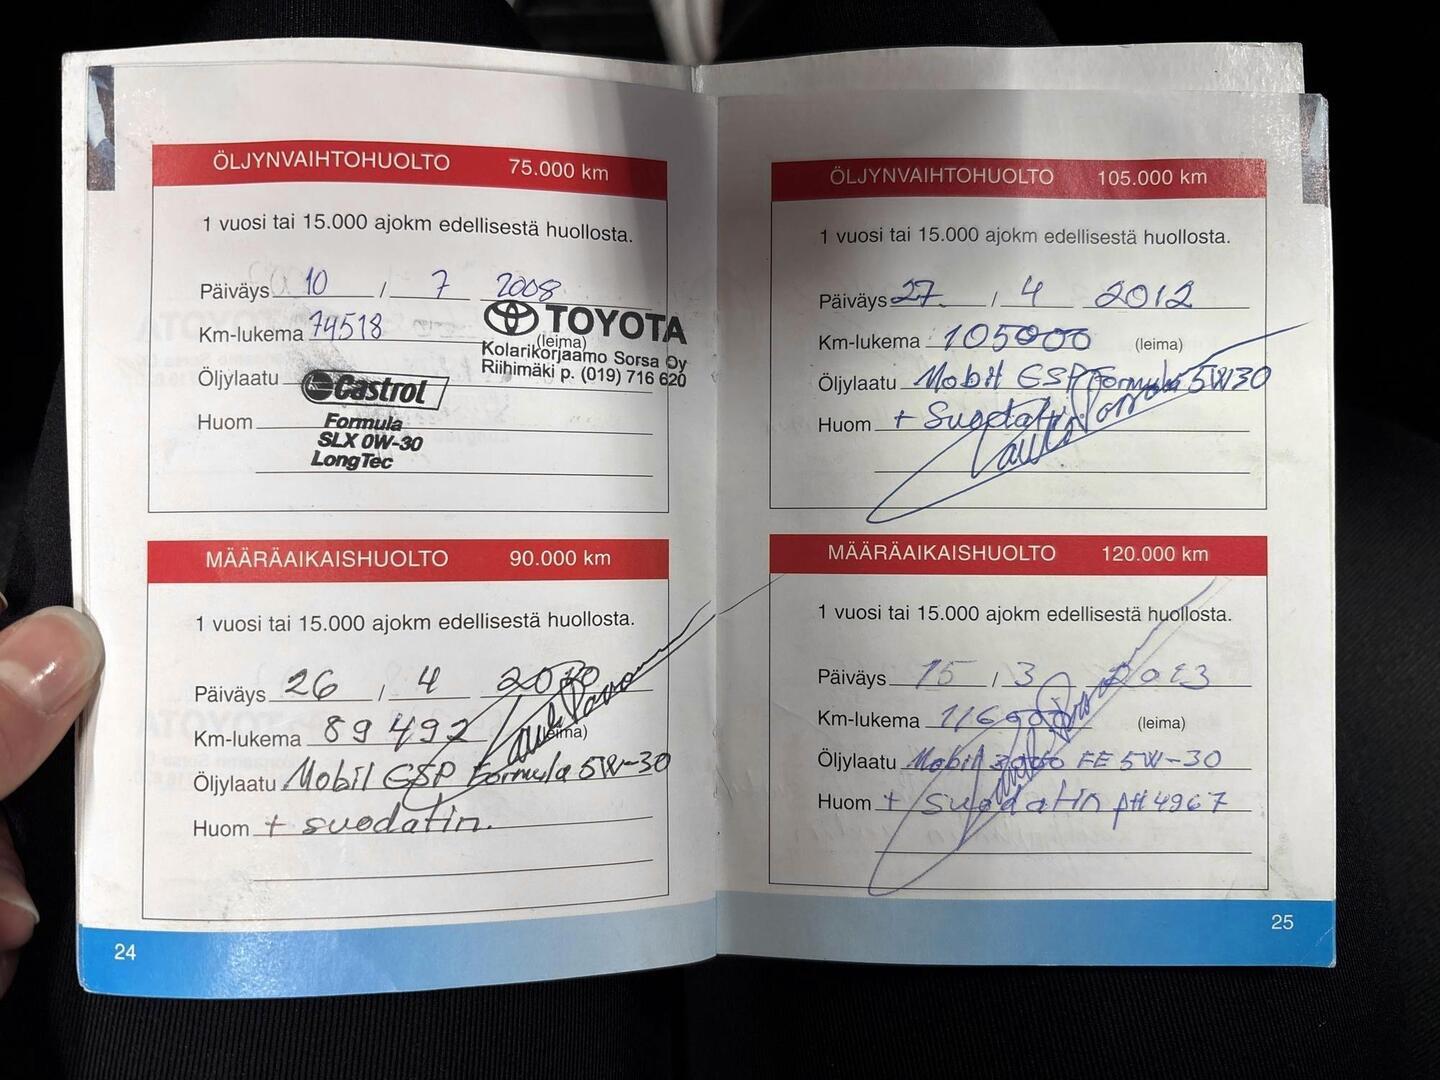 ÖLJYNVAIHTOHUOLTO 75.000 km
1 vuosi tai 15.000 ajokm edellisestä huollosta.
Päiväys 10 / 7 2008
Km-lukema 74518
TOYOTA
(leima)
Kolarikorjaamo Sorsa Oy
Riihimäki p. (019) 716 620
Öljylaatu Castrol
Huom Formula
SLX 0W-30
LongTec
MÄÄRÄAIKAISHUOLTO 90.000 km
1 vuosi tai 15.000 ajokm edellisestä huollosta.
Päiväys 26 / 4 2010
Km-lukema 89492 (leima)
Öljylaatu Mobil GSP Formula 5W-30
Huom + suodatin.
24
ÖLJYNVAIHTOHUOLTO 105.000 km
1 vuosi tai 15.000 ajokm edellisestä huollosta.
Päiväys 27. / 4 2012
Km-lukema 105000 (leima)
Öljylaatu Mobil GSP Formula 5W30
Huom + Suodatin
MÄÄRÄAIKAISHUOLTO 120.000 km
1 vuosi tai 15.000 ajokm edellisestä huollosta.
Päiväys 15 / 3 2013
Km-lukema (leima)
Öljylaatu Mobil 3000 FE 5W-30
Huom + suodatin pH4967
25